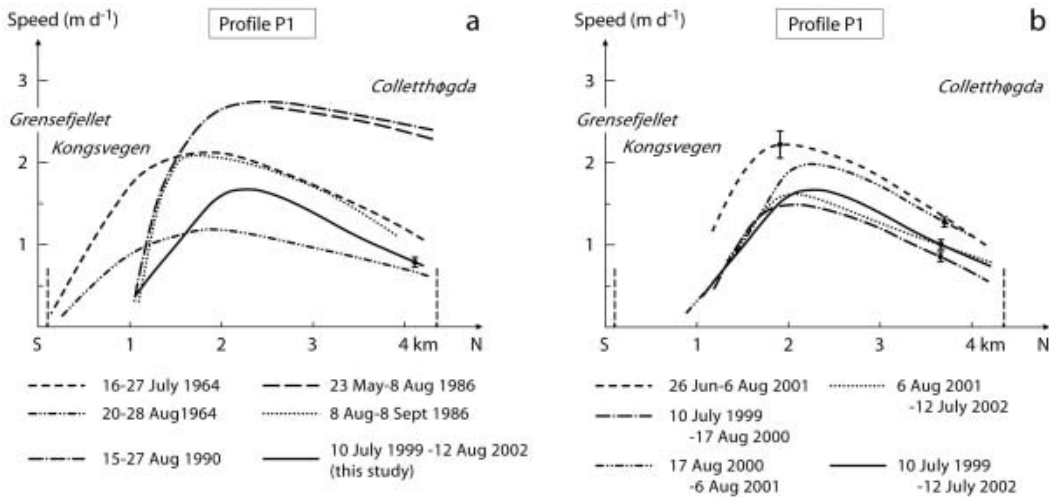 Speed (m d⁻¹)
Profile P1
a
3
Colletthøgda
Grensefjellet
Kongsvegen
2
1
S 1 2 3 4 km N
16-27 July 1964
23 May-8 Aug 1986
20-28 Aug1964
8 Aug-8 Sept 1986
15-27 Aug 1990
10 July 1999 -12 Aug 2002
(this study)
Speed (m d⁻¹)
Profile P1
b
3
Colletthøgda
Grensefjellet
Kongsvegen
2
1
S 1 2 3 4 km N
26 Jun-6 Aug 2001
6 Aug 2001
-12 July 2002
10 July 1999
-17 Aug 2000
17 Aug 2000
-6 Aug 2001
10 July 1999
-12 July 2002